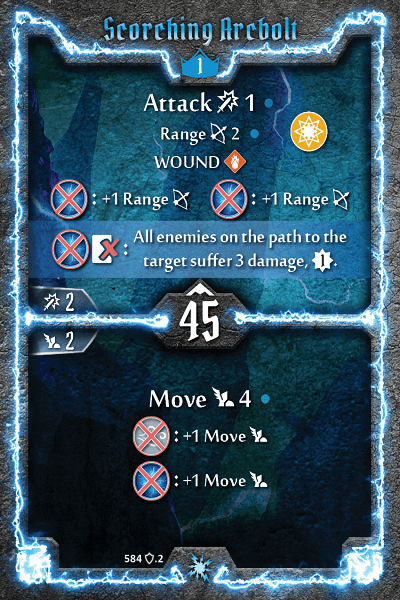 Scorching Arcbolt
1
Attack 1
Range 2
WOUND
: +1 Range : +1 Range
: All enemies on the path to the
target suffer 3 damage, 1.
2
45
2
Move 4
: +1 Move
: +1 Move
584 .2